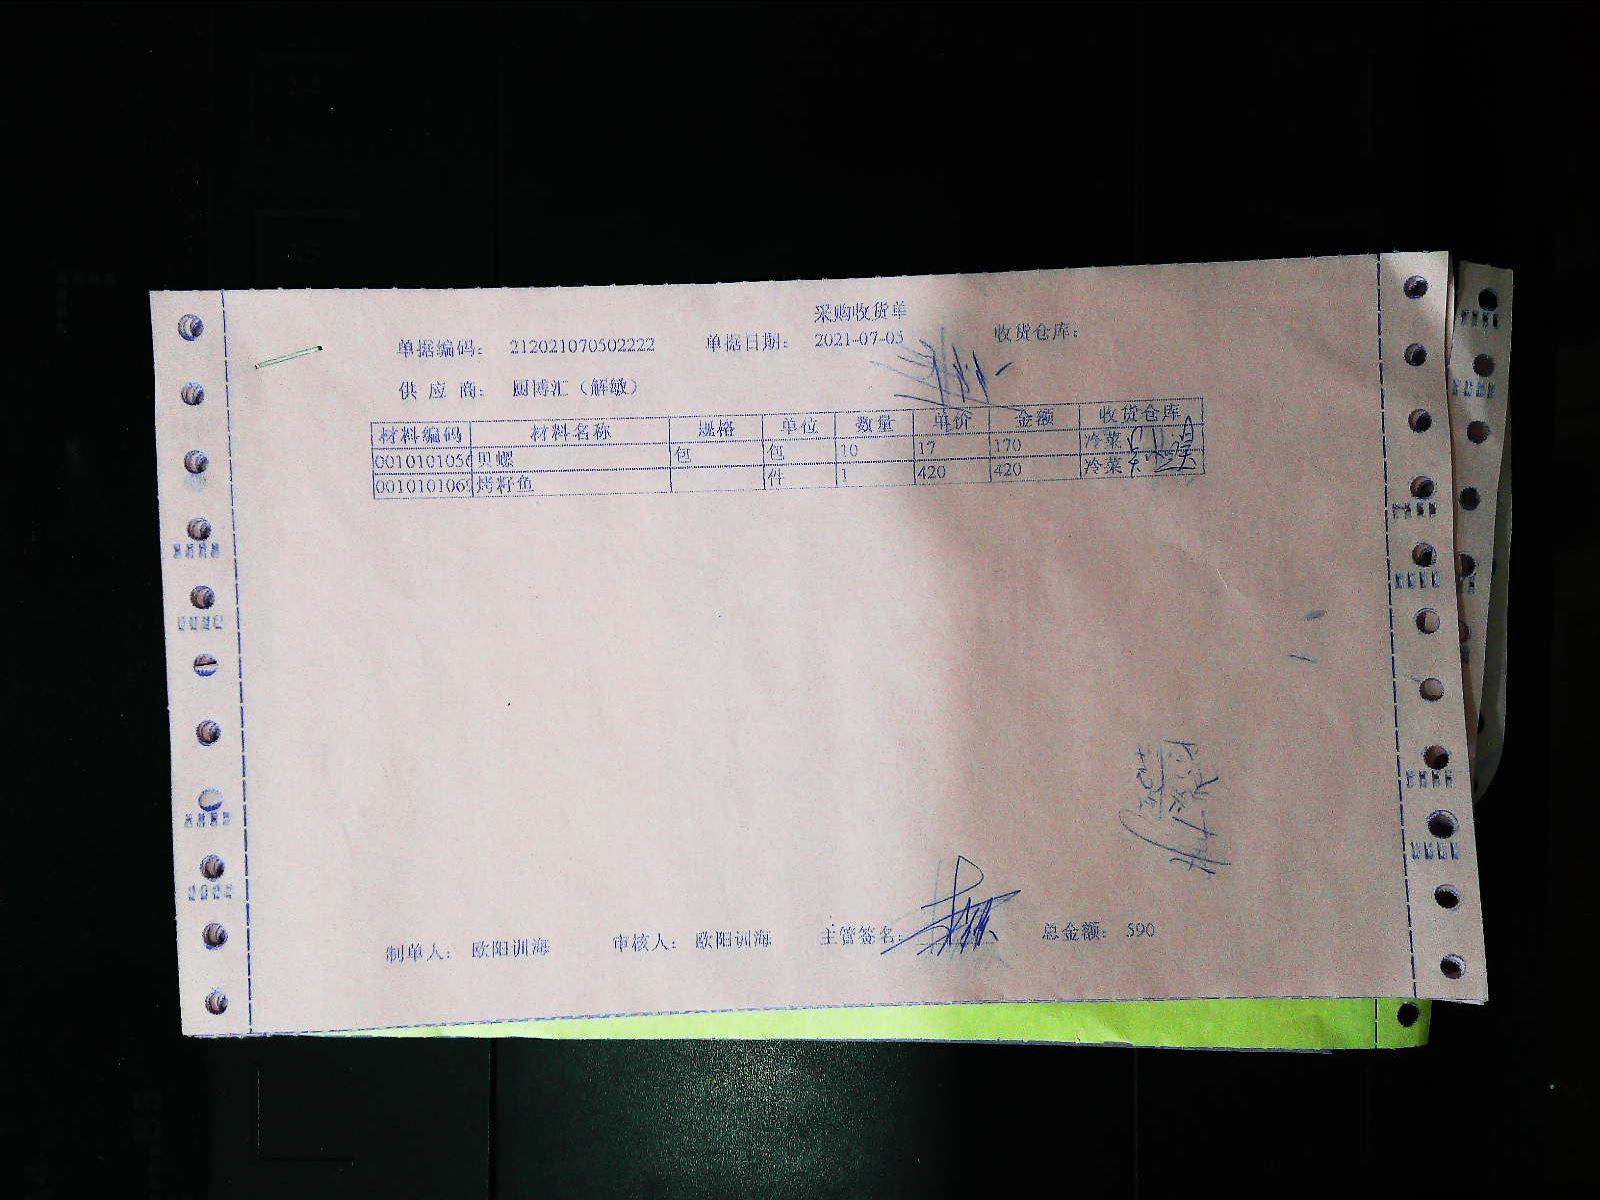 采购收货单
单据编码： 212021070502222 单据日期： 2021-07-05 收货仓库：
供应商： 厨博汇（解敏）
材料编码 材料名称 规格 单位 数量 单价 金额 收货仓库
0010101056 贝螺 包 包 10 17 170 冷菜
0010101069 烤籽鱼 件 1 420 420 冷菜
制单人： 欧阳训海 审核人： 欧阳训海 主管签名： 总金额： 590